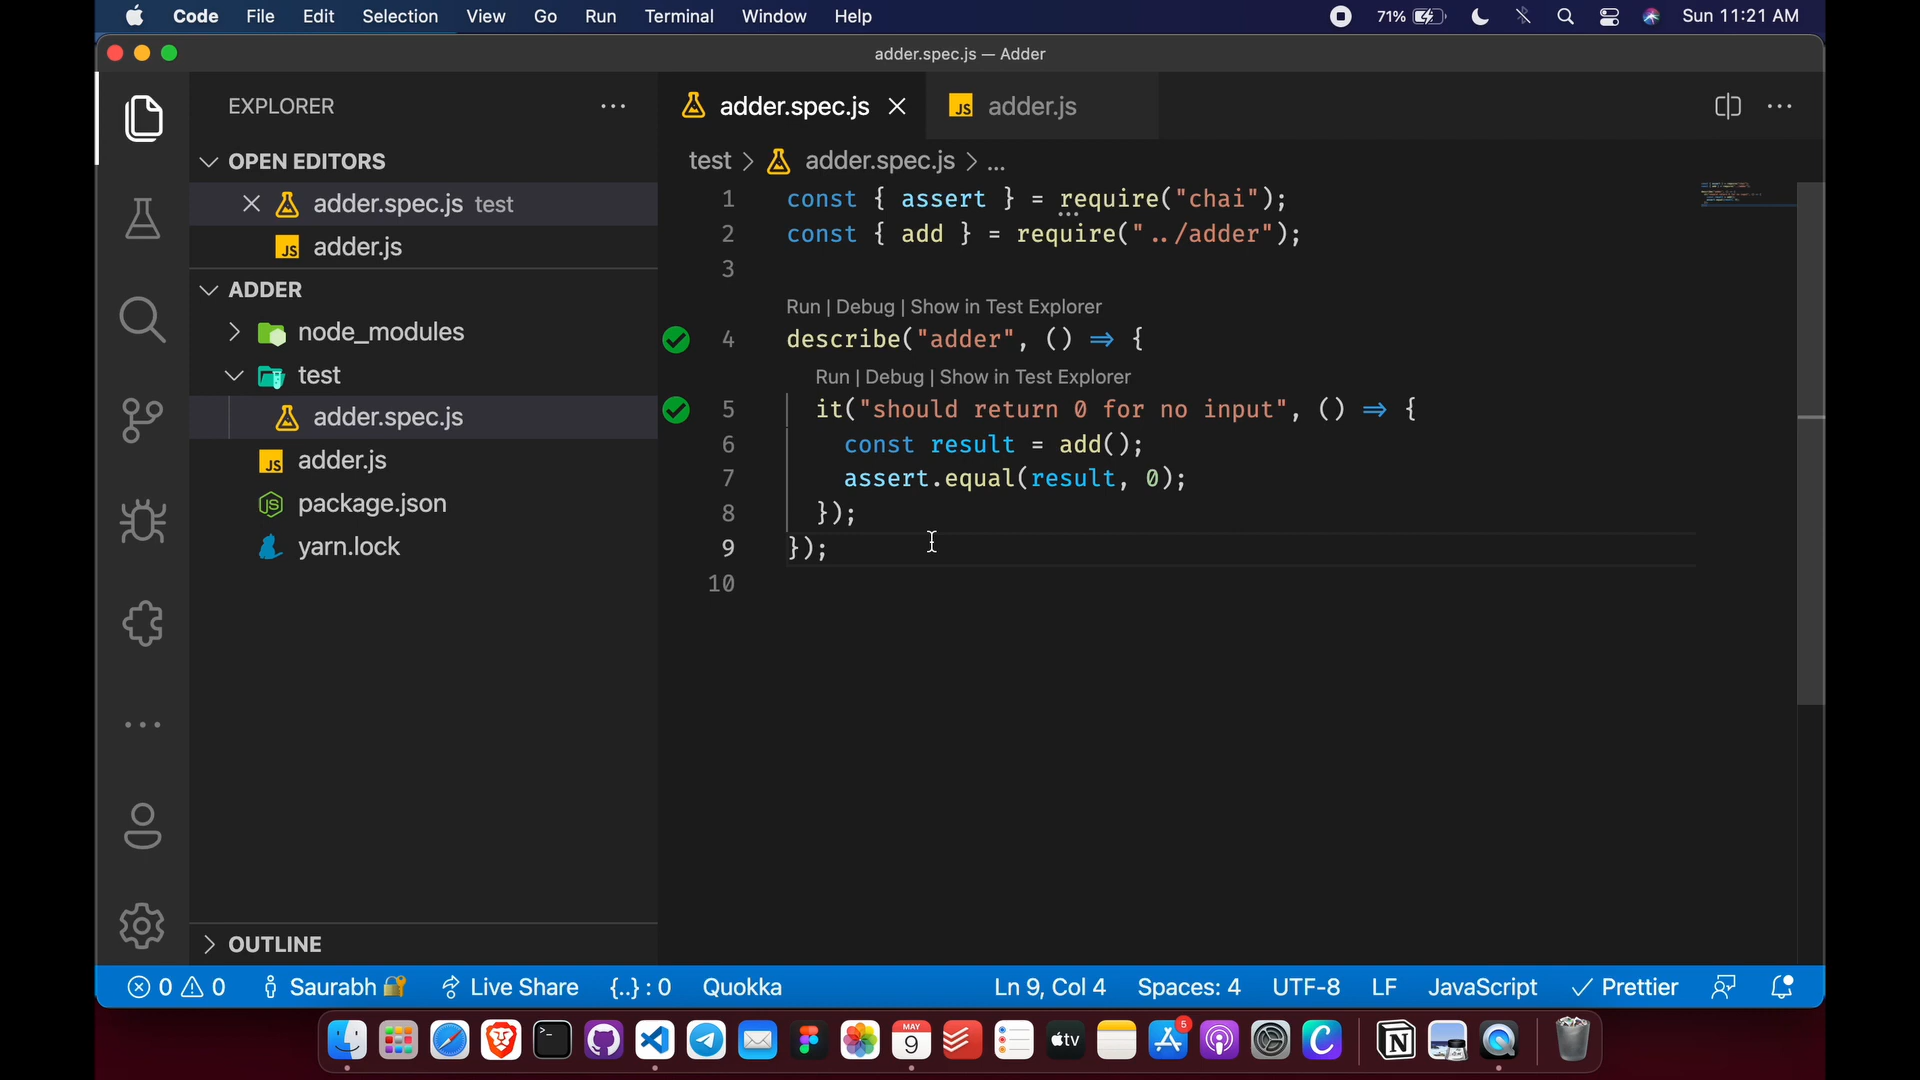 Code File Edit Selection View Go Run Terminal Window Help 71% Sun 11:21 AM
adder.spec.js — Adder
EXPLORER
OPEN EDITORS
adder.spec.js test
adder.js
ADDER
node_modules
test
adder.spec.js
adder.js
package.json
yarn.lock
OUTLINE
adder.spec.js adder.js
test > adder.spec.js > ...
1 const { assert } = require("chai");
2 const { add } = require("../adder");
3
Run | Debug | Show in Test Explorer
4 describe("adder", () => {
Run | Debug | Show in Test Explorer
5 it("should return 0 for no input", () => {
6 const result = add();
7 assert.equal(result, 0);
8 });
9 });
10
0 0 Saurabh Live Share {..} : 0 Quokka Ln 9, Col 4 Spaces: 4 UTF-8 LF JavaScript Prettier
MAY
9
tv
5